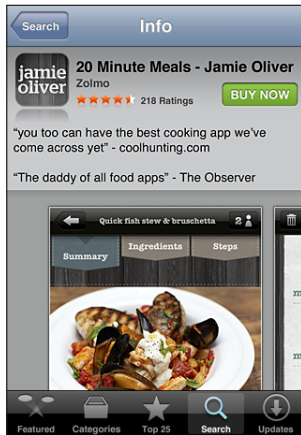 Search
Info
jamie
oliver
20 Minute Meals - Jamie Oliver
Zolmo
218 Ratings
BUY NOW
“you too can have the best cooking app we've
come across yet” - coolhunting.com
“The daddy of all food apps” - The Observer
Quick fish stew & bruschetta
2
Summary
Ingredients
Steps
Featured
Categories
Top 25
Search
Updates